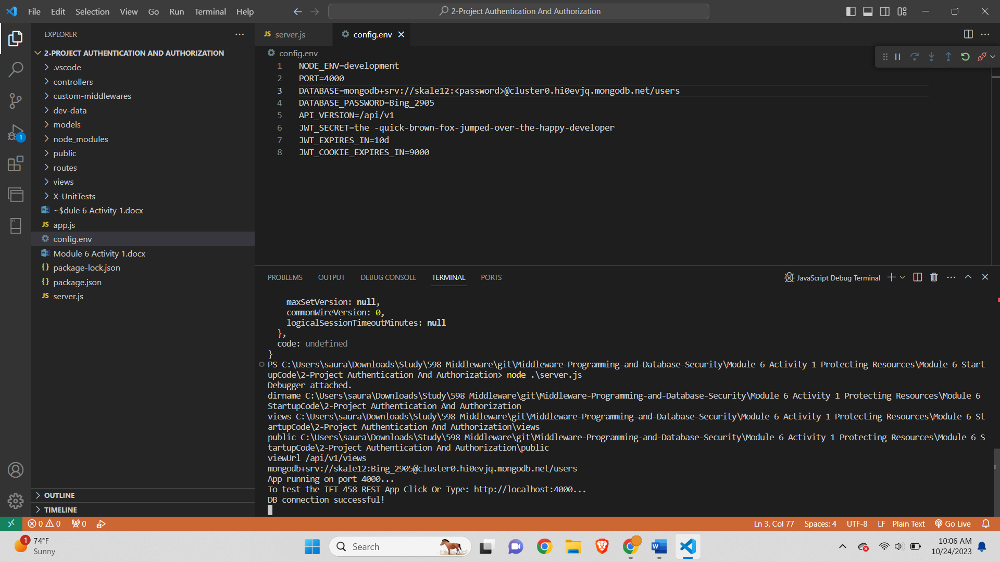 File Edit Selection View Go Run Terminal Help
2-Project Authentication And Authorization
EXPLORER
2-PROJECT AUTHENTICATION AND AUTHORIZATION
.vscode
controllers
custom-middlewares
dev-data
models
node_modules
public
routes
views
X-UnitTests
~$dule 6 Activity 1.docx
JS app.js
config.env
Module 6 Activity 1.docx
{} package-lock.json
{} package.json
JS server.js
OUTLINE
TIMELINE
1
JS server.js
config.env
config.env
1 NODE_ENV=development
2 PORT=4000
3 DATABASE=mongodb+srv://skale12:<password>@cluster0.hi0evjq.mongodb.net/users
4 DATABASE_PASSWORD=Bing_2905
5 API_VERSION=/api/v1
6 JWT_SECRET=the -quick-brown-fox-jumped-over-the-happy-developer
7 JWT_EXPIRES_IN=10d
8 JWT_COOKIE_EXPIRES_IN=9000
PROBLEMS OUTPUT DEBUG CONSOLE TERMINAL PORTS
JavaScript Debug Terminal
maxSetVersion: null,
commonWireVersion: 0,
logicalSessionTimeoutMinutes: null
},
code: undefined
}
PS C:\Users\saura\Downloads\Study\598 Middleware\git\Middleware-Programming-and-Database-Security\Module 6 Activity 1 Protecting Resources\Module 6 Start
upCode\2-Project Authentication And Authorization> node .\server.js
Debugger attached.
dirname C:\Users\saura\Downloads\Study\598 Middleware\git\Middleware-Programming-and-Database-Security\Module 6 Activity 1 Protecting Resources\Module 6
StartupCode\2-Project Authentication And Authorization
views C:\Users\saura\Downloads\Study\598 Middleware\git\Middleware-Programming-and-Database-Security\Module 6 Activity 1 Protecting Resources\Module 6 St
artupCode\2-Project Authentication And Authorization\views
public C:\Users\saura\Downloads\Study\598 Middleware\git\Middleware-Programming-and-Database-Security\Module 6 Activity 1 Protecting Resources\Module 6 S
tartupCode\2-Project Authentication And Authorization\public
viewUrl /api/v1/views
mongodb+srv://skale12:Bing_2905@cluster0.hi0evjq.mongodb.net/users
App running on port 4000...
To test the IFT 458 REST App Click Or Type: http://localhost:4000...
DB connection successful!
0 0 0
Ln 3, Col 77 Spaces: 4 UTF-8 LF Plain Text Go Live
1 74°F
Sunny
Search
10:06 AM
10/24/2023